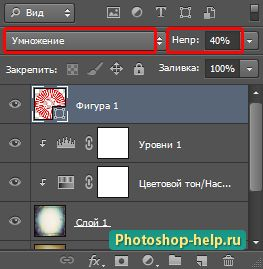 Вид
Умножение
Непр: 40%
Закрепить: Заливка: 100%
Фигура 1
Уровни 1
Цветовой тон/Нас...
Слой 1
Photoshop-help.ru
fx